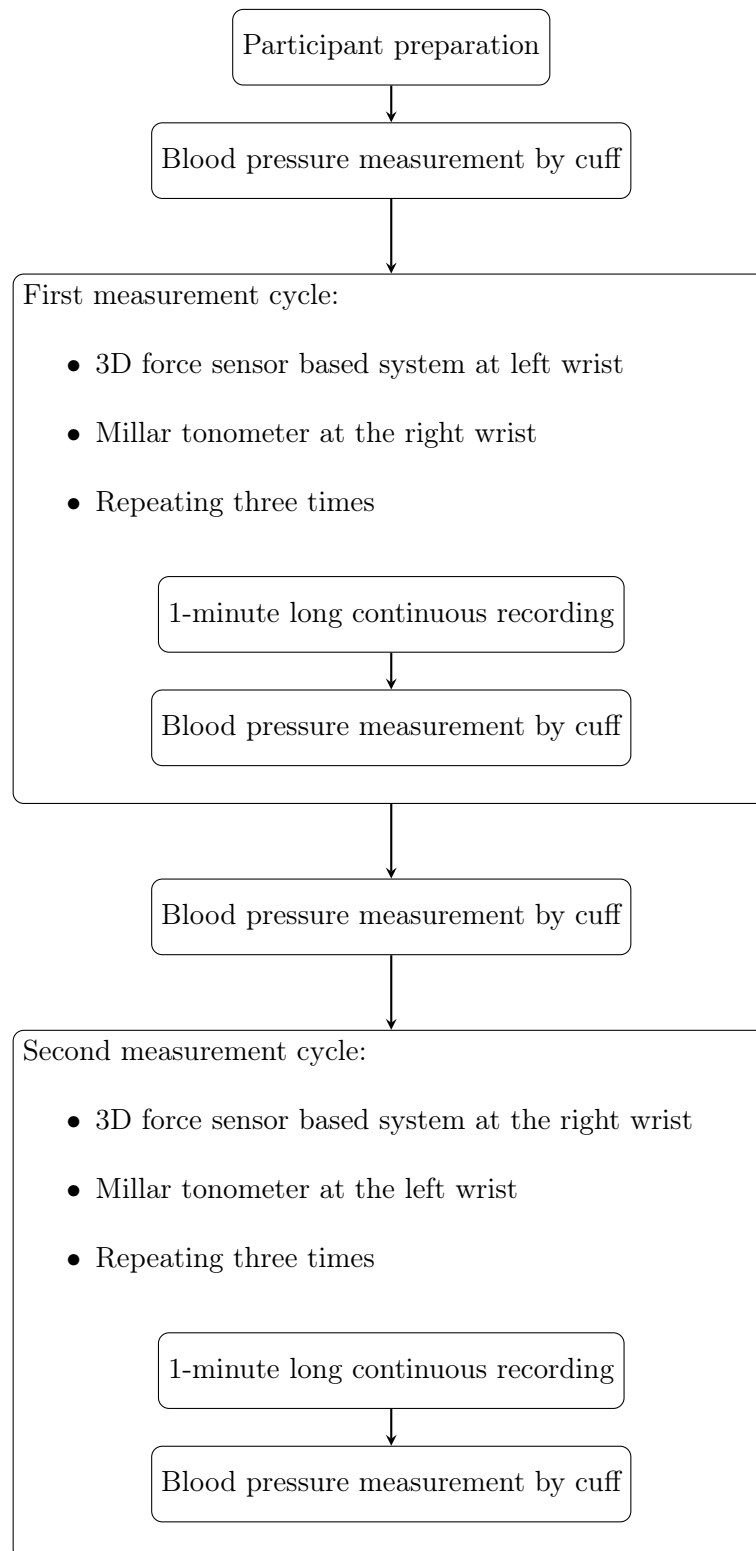 Participant preparation
Blood pressure measurement by cuff
First measurement cycle:
• 3D force sensor based system at left wrist
• Millar tonometer at the right wrist
• Repeating three times
1-minute long continuous recording
Blood pressure measurement by cuff
Blood pressure measurement by cuff
Second measurement cycle:
• 3D force sensor based system at the right wrist
• Millar tonometer at the left wrist
• Repeating three times
1-minute long continuous recording
Blood pressure measurement by cuff